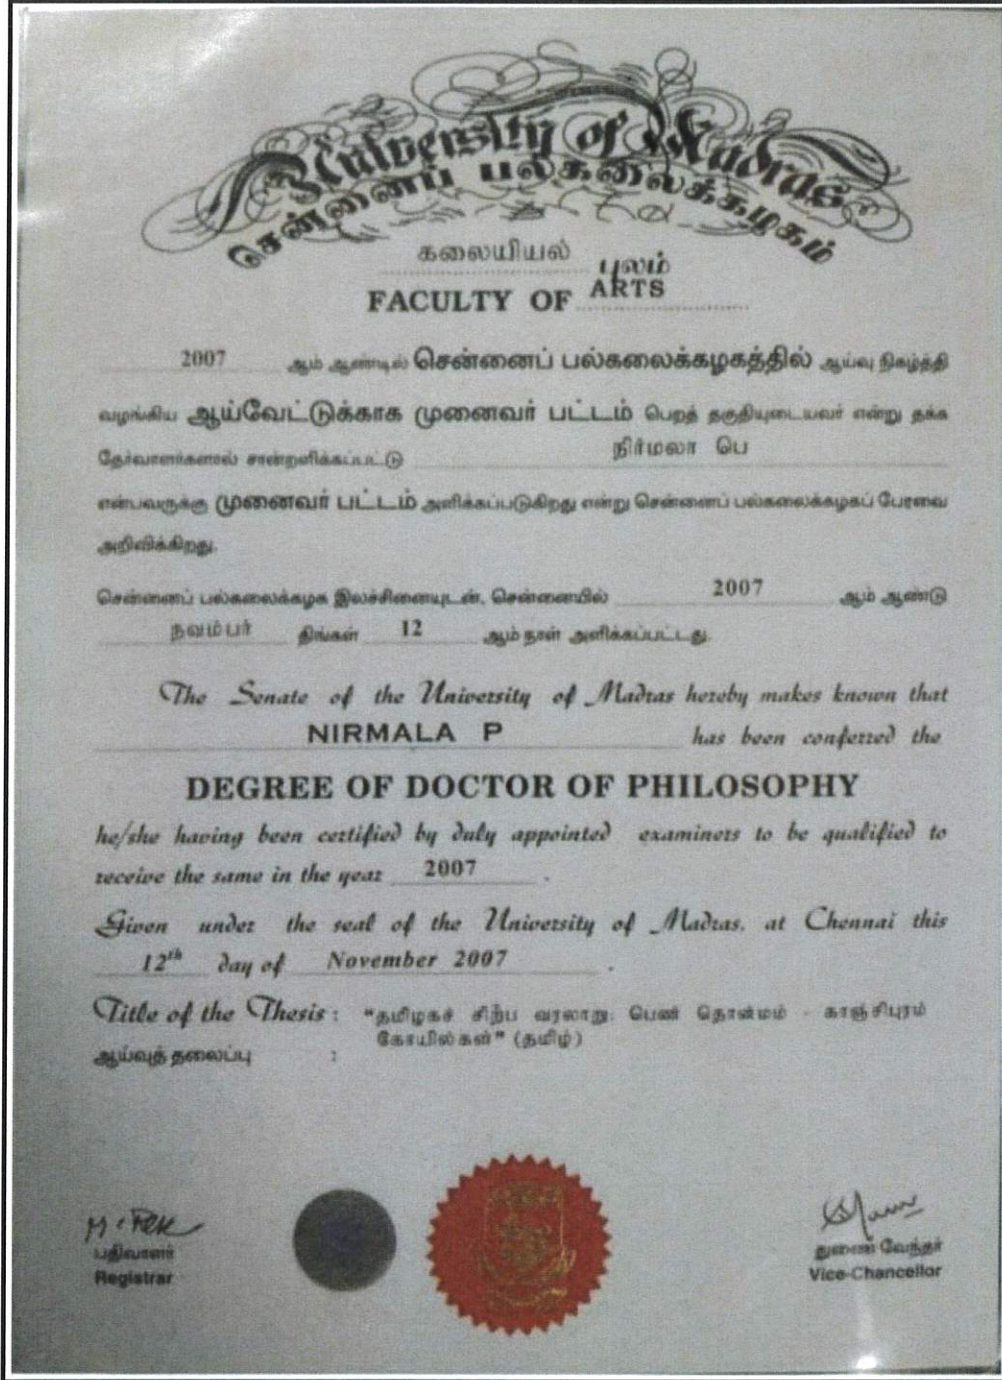 University of Madras
சென்னைப் பல்கலைக்கழகம்
கலையியல் புலம்
FACULTY OF ARTS
2007 ஆம் ஆண்டில் சென்னைப் பல்கலைக்கழகத்தில் ஆய்வு நிகழ்த்தி
வழங்கிய ஆய்வேட்டுக்காக முனைவர் பட்டம் பெறத் தகுதியுடையவர் என்று தக்க
தேர்வாளர்களால் சான்றளிக்கப்பட்டு நிர்மலா பெ
என்பவருக்கு முனைவர் பட்டம் அளிக்கப்படுகிறது என்று சென்னைப் பல்கலைக்கழகப் பேரவை
அறிவிக்கிறது.
சென்னைப் பல்கலைக்கழக இலச்சினையுடன், சென்னையில் 2007 ஆம் ஆண்டு
நவம்பர் திங்கள் 12 ஆம் நாள் அளிக்கப்பட்டது.
The Senate of the University of Madras hereby makes known that
NIRMALA P has been conferred the
DEGREE OF DOCTOR OF PHILOSOPHY
he/she having been certified by duly appointed examiners to be qualified to
receive the same in the year 2007 .
Given under the seal of the University of Madras, at Chennai this
12th day of November 2007 .
Title of the Thesis : "தமிழகச் சிற்ப வரலாறு: பெண் தொன்மம் - காஞ்சிபுரம்
கோயில்கள்" (தமிழ்)
ஆய்வுத் தலைப்பு :
பதிவாளர்
Registrar
துணை வேந்தர்
Vice-Chancellor